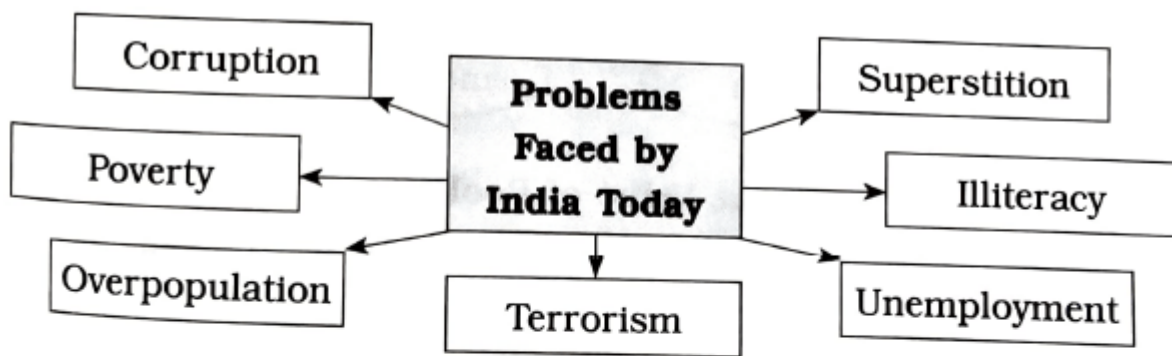 Corruption
Problems
Faced by
India Today
Superstition
Poverty
Illiteracy
Overpopulation
Terrorism
Unemployment